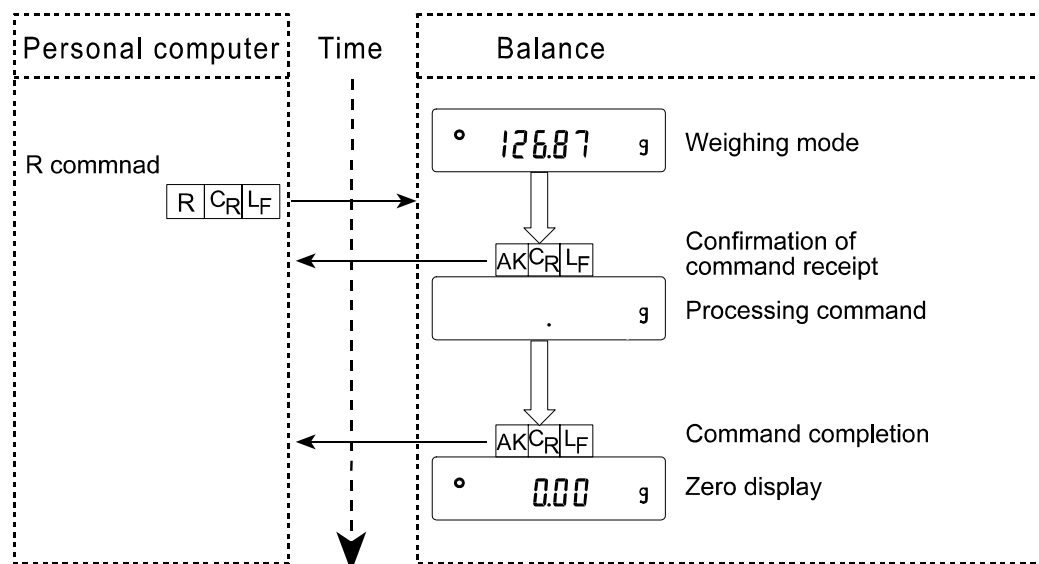 Personal computer Time Balance
126.87 g Weighing mode
R commnad
R CR LF
AK CR LF Confirmation of
command receipt
. g Processing command
AK CR LF Command completion
0.00 g Zero display